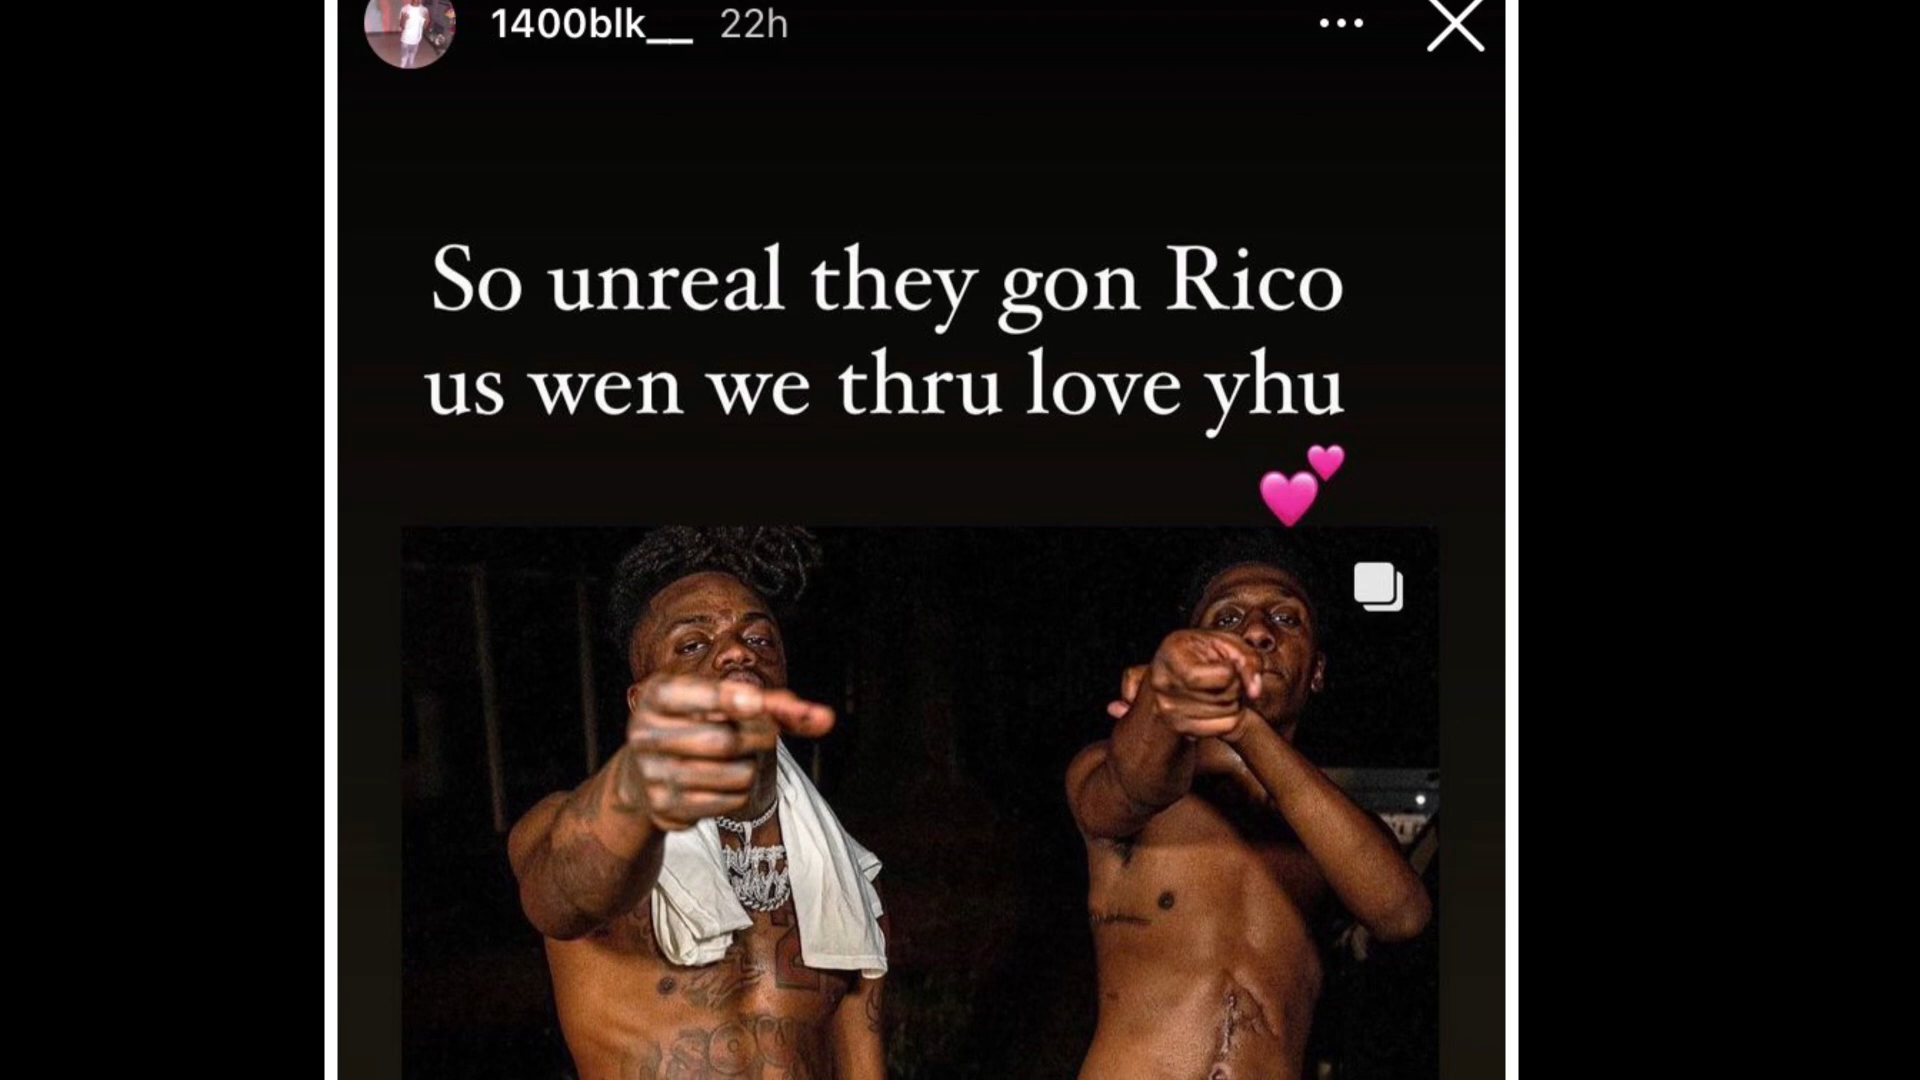 1400blk__ 22h
So unreal they gon Rico
us wen we thru love yhu
💕